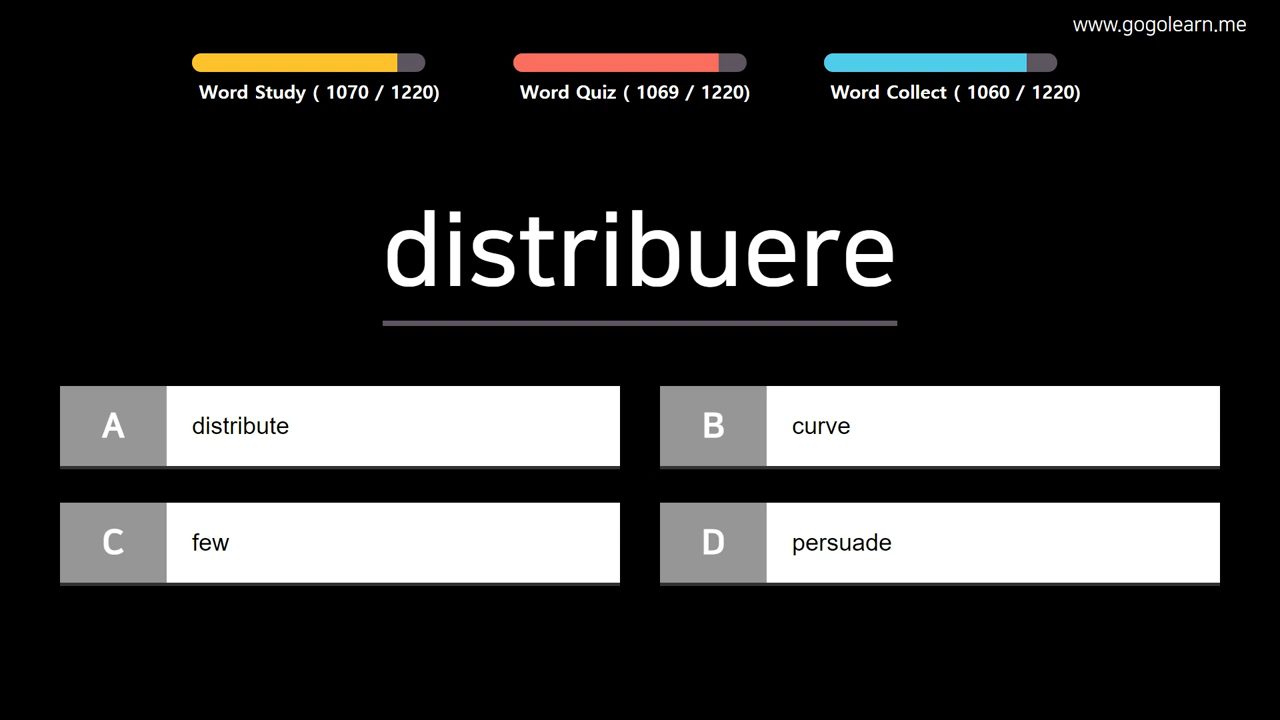 www.gogolearn.me
Word Study ( 1070 / 1220)
Word Quiz ( 1069 / 1220)
Word Collect ( 1060 / 1220)
distribuere
A distribute
B curve
C few
D persuade